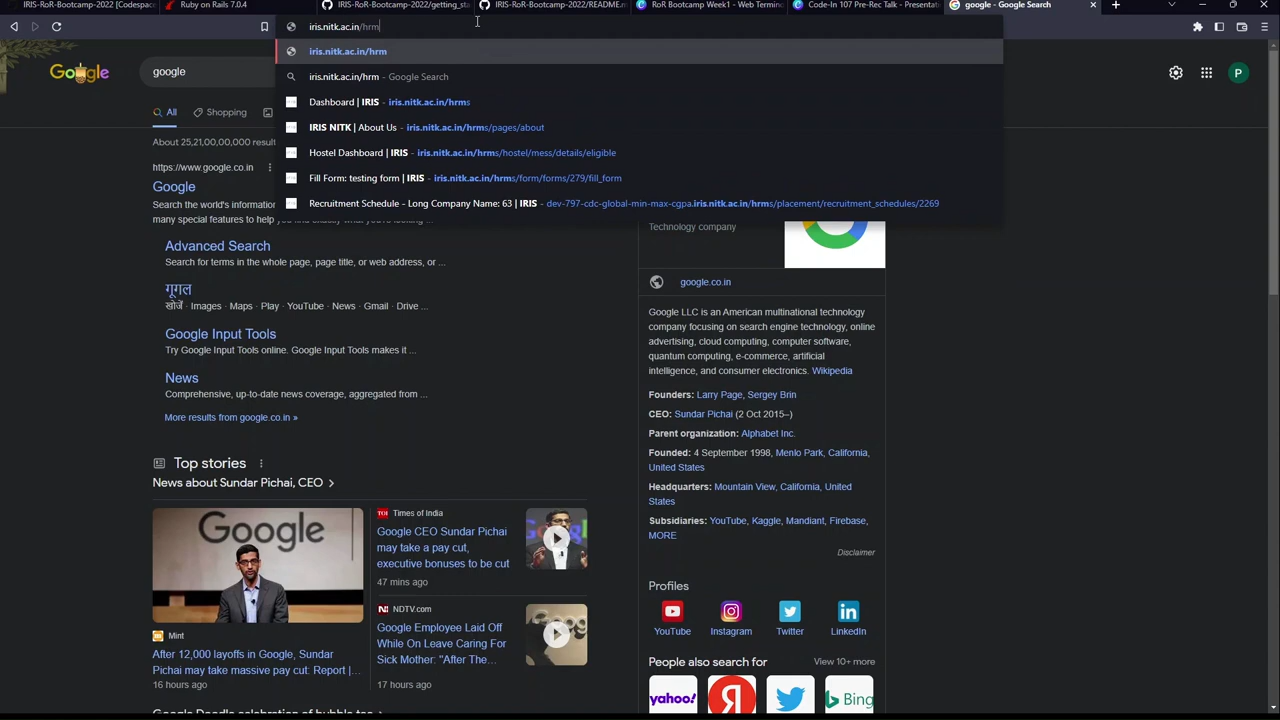 IRIS-RoR-Bootcamp-2022 [Codespac
Ruby on Rails 7.0.4
IRIS-RoR-Bootcamp-2022/getting_sta
IRIS-RoR-Bootcamp-2022/README.m
RoR Bootcamp Week1 - Web Termino
Code-In 107 Pre-Rec Talk - Presentat
google - Google Search
iris.nitk.ac.in/hrm
iris.nitk.ac.in/hrm
iris.nitk.ac.in/hrm - Google Search
Dashboard | IRIS - iris.nitk.ac.in/hrms
IRIS NITK | About Us - iris.nitk.ac.in/hrms/pages/about
Hostel Dashboard | IRIS - iris.nitk.ac.in/hrms/hostel/mess/details/eligible
Fill Form: testing form | IRIS - iris.nitk.ac.in/hrms/form/forms/279/fill_form
Recruitment Schedule - Long Company Name: 63 | IRIS - dev-797-cdc-global-min-max-cgpa.iris.nitk.ac.in/hrms/placement/recruitment_schedules/2269
Google
google
P
All
Shopping
About 25,21,00,00,000 result
https://www.google.co.in
Google
Search the world's information
many special features to help you find exactly what
Advanced Search
Search for terms in the whole page, page title, or web address, or ...
गूगल
खोजें · Images · Maps · Play · YouTube · News · Gmail · Drive ...
Google Input Tools
Try Google Input Tools online. Google Input Tools makes it ...
News
Comprehensive, up-to-date news coverage, aggregated from ...
More results from google.co.in »
Top stories
News about Sundar Pichai, CEO
Google
Mint
After 12,000 layoffs in Google, Sundar
Pichai may take massive pay cut: Report |...
16 hours ago
TOI Times of India
Google CEO Sundar Pichai
may take a pay cut,
executive bonuses to be cut
47 mins ago
NDTV.com
Google Employee Laid Off
While On Leave Caring For
Sick Mother: "After The...
17 hours ago
Technology company
google.co.in
Google LLC is an American multinational technology
company focusing on search engine technology, online
advertising, cloud computing, computer software,
quantum computing, e-commerce, artificial
intelligence, and consumer electronics. Wikipedia
Founders: Larry Page, Sergey Brin
CEO: Sundar Pichai (2 Oct 2015–)
Parent organization: Alphabet Inc.
Founded: 4 September 1998, Menlo Park, California,
United States
Headquarters: Mountain View, California, United
States
Subsidiaries: YouTube, Kaggle, Mandiant, Firebase,
MORE
Disclaimer
Profiles
YouTube
Instagram
Twitter
LinkedIn
People also search for
View 10+ more
yahoo!
Я
Bing